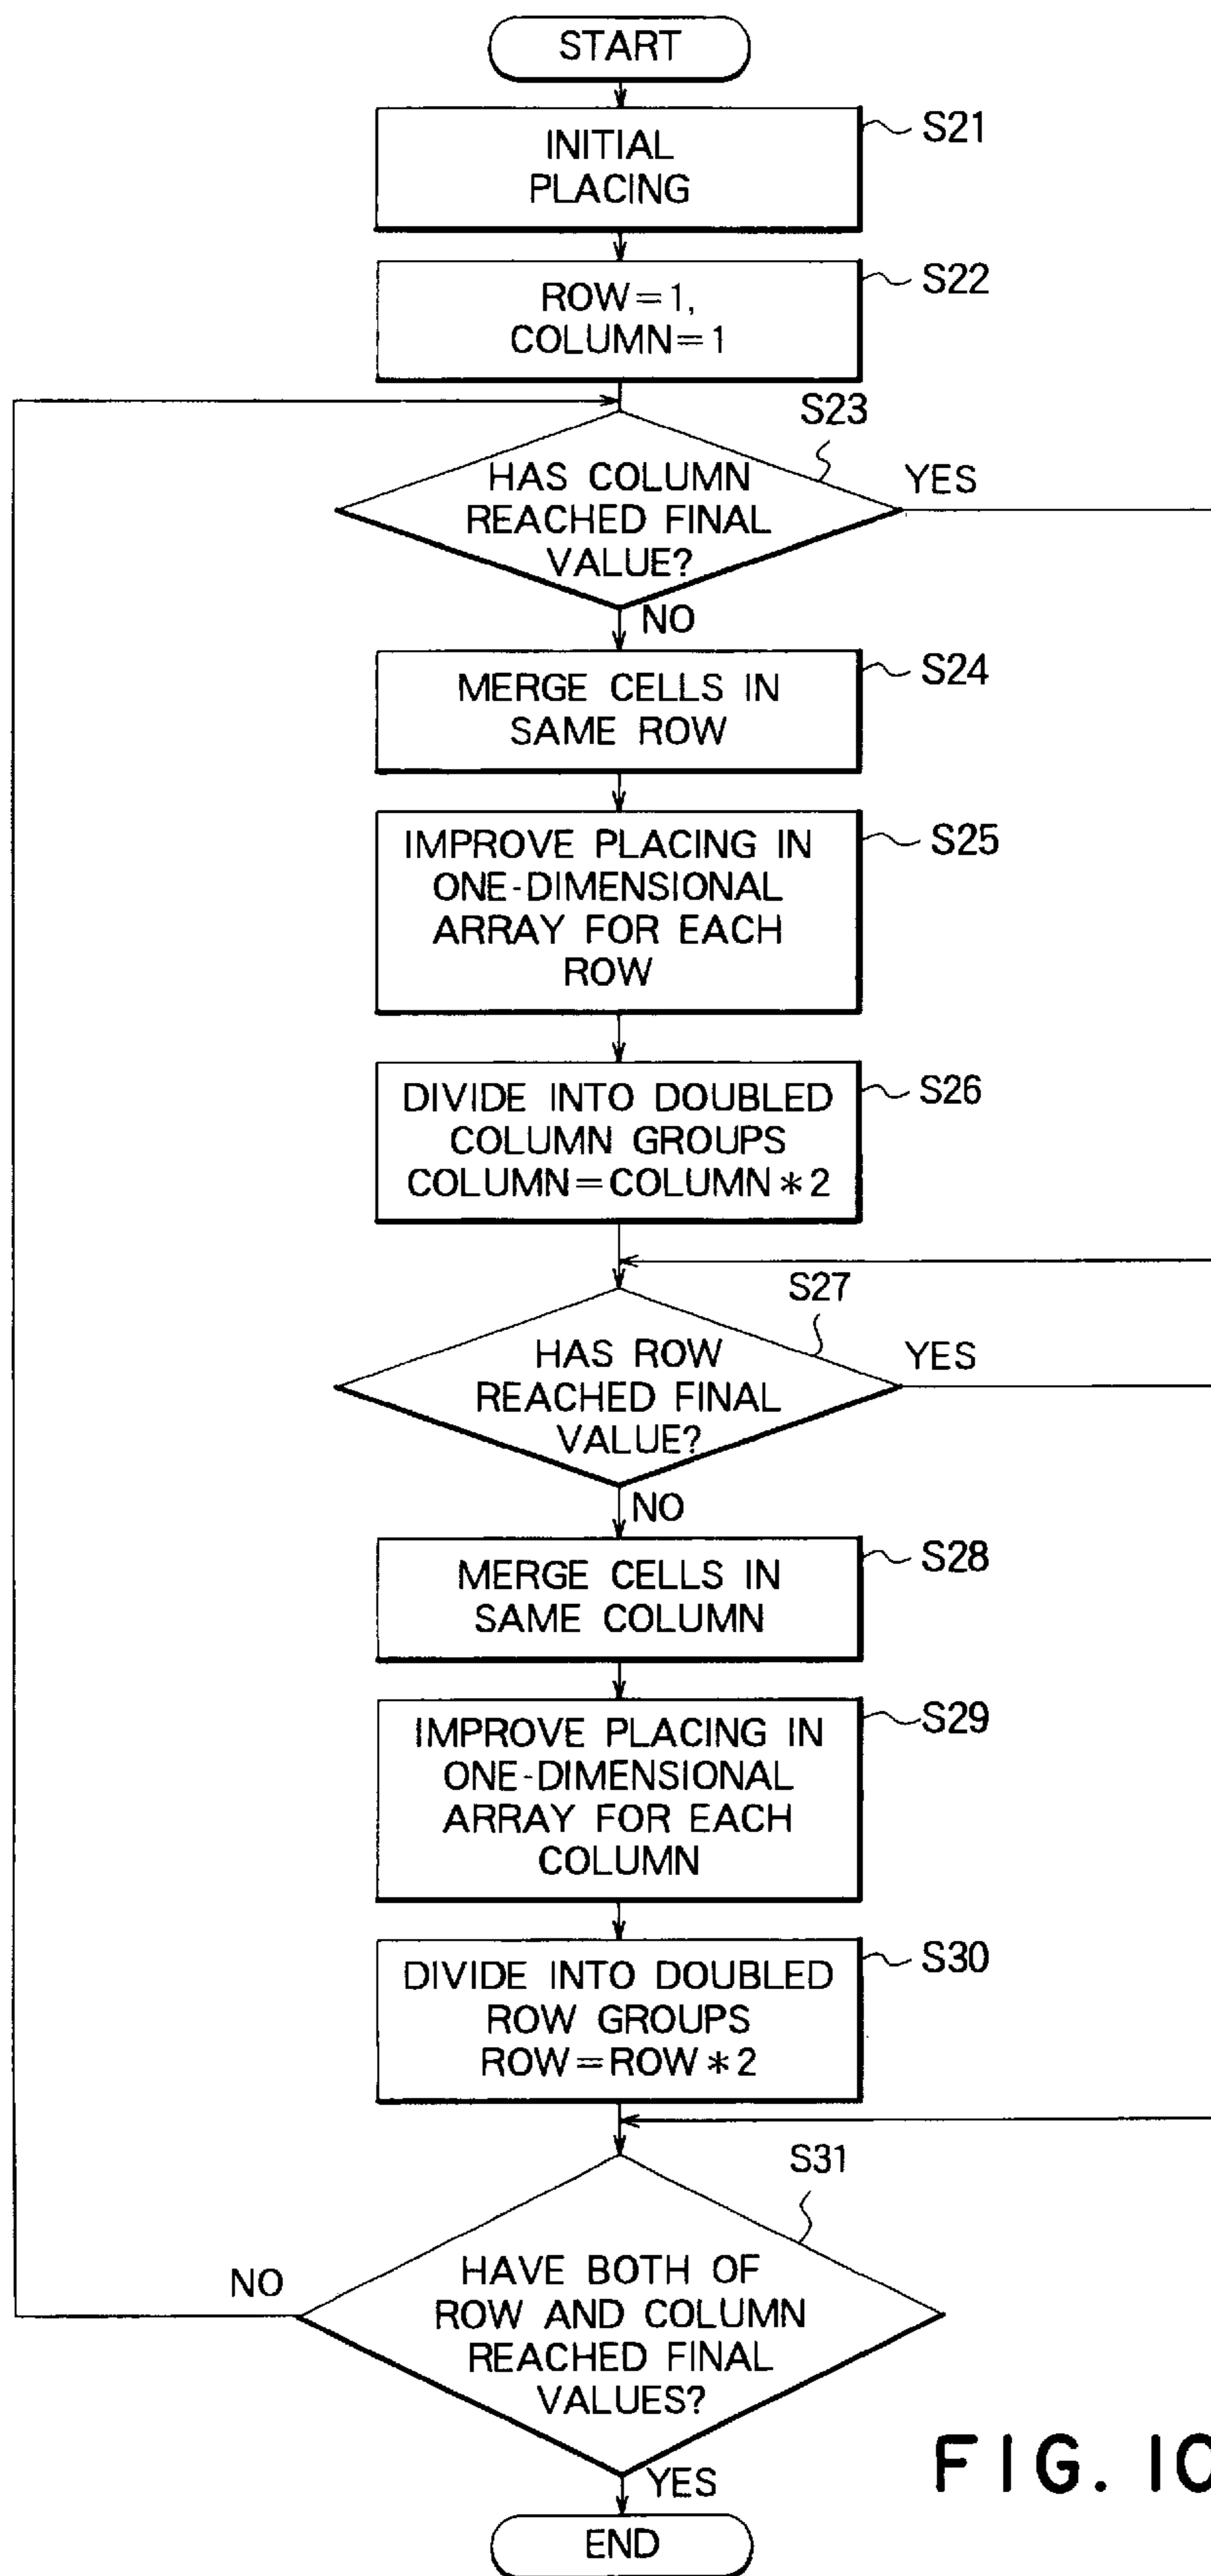 START
INITIAL
PLACING
S21
ROW=1,
COLUMN=1
S22
S23
HAS COLUMN
REACHED FINAL
VALUE?
YES
NO
MERGE CELLS IN
SAME ROW
S24
IMPROVE PLACING IN
ONE-DIMENSIONAL
ARRAY FOR EACH
ROW
S25
DIVIDE INTO DOUBLED
COLUMN GROUPS
COLUMN=COLUMN*2
S26
S27
HAS ROW
REACHED FINAL
VALUE?
YES
NO
MERGE CELLS IN
SAME COLUMN
S28
IMPROVE PLACING IN
ONE-DIMENSIONAL
ARRAY FOR EACH
COLUMN
S29
DIVIDE INTO DOUBLED
ROW GROUPS
ROW=ROW*2
S30
S31
HAVE BOTH OF
ROW AND COLUMN
REACHED FINAL
VALUES?
NO
YES
END
FIG. 10